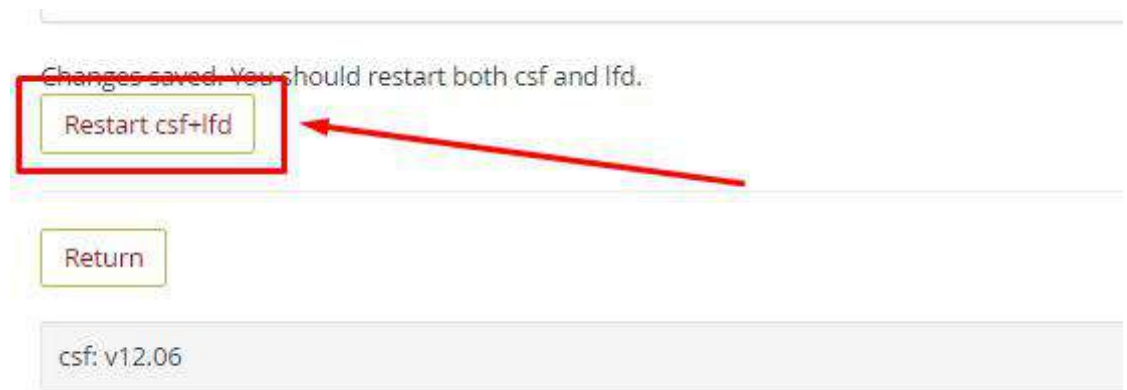 Changes saved. You should restart both csf and lfd.
Restart csf+lfd
Return
csf: v12.06